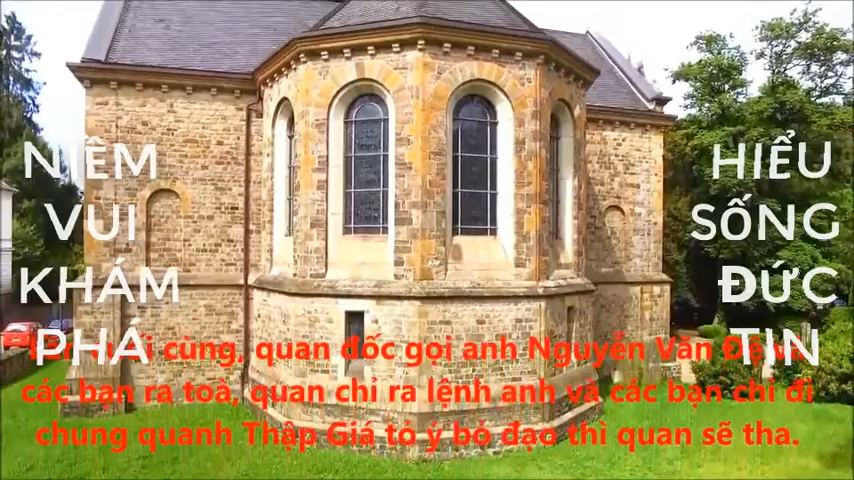 NIỀM
VUI
KHÁM
PHÁ
HIỂU
SỐNG
ĐỨC
TIN
cùng, quan đốc gọi anh Nguyễn Văn Đệ và
các bạn ra toà, quan chỉ ra lệnh anh và các bạn chỉ đi
chung quanh Thập Giá tỏ ý bỏ đạo thì quan sẽ tha.